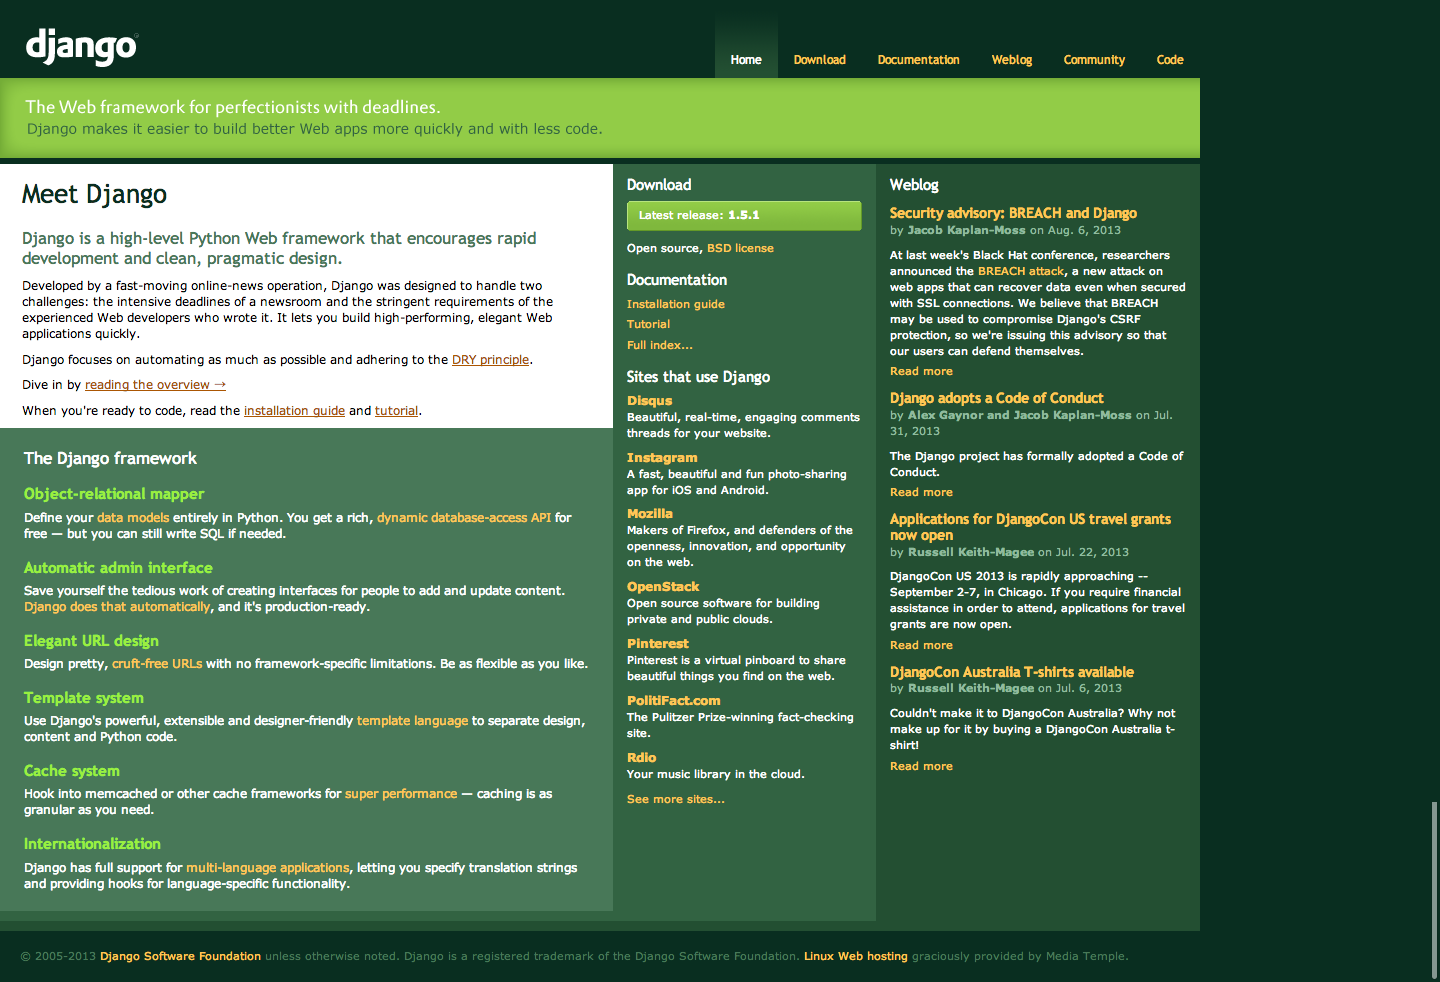 django®
Home Download Documentation Weblog Community Code
The Web framework for perfectionists with deadlines.
Django makes it easier to build better Web apps more quickly and with less code.
Meet Django
Django is a high-level Python Web framework that encourages rapid
development and clean, pragmatic design.
Developed by a fast-moving online-news operation, Django was designed to handle two
challenges: the intensive deadlines of a newsroom and the stringent requirements of the
experienced Web developers who wrote it. It lets you build high-performing, elegant Web
applications quickly.
Django focuses on automating as much as possible and adhering to the DRY principle.
Dive in by reading the overview →
When you're ready to code, read the installation guide and tutorial.
The Django framework
Object-relational mapper
Define your data models entirely in Python. You get a rich, dynamic database-access API for
free — but you can still write SQL if needed.
Automatic admin interface
Save yourself the tedious work of creating interfaces for people to add and update content.
Django does that automatically, and it's production-ready.
Elegant URL design
Design pretty, cruft-free URLs with no framework-specific limitations. Be as flexible as you like.
Template system
Use Django's powerful, extensible and designer-friendly template language to separate design,
content and Python code.
Cache system
Hook into memcached or other cache frameworks for super performance — caching is as
granular as you need.
Internationalization
Django has full support for multi-language applications, letting you specify translation strings
and providing hooks for language-specific functionality.
Download
Latest release: 1.5.1
Open source, BSD license
Documentation
Installation guide
Tutorial
Full index...
Sites that use Django
Disqus
Beautiful, real-time, engaging comments
threads for your website.
Instagram
A fast, beautiful and fun photo-sharing
app for iOS and Android.
Mozilla
Makers of Firefox, and defenders of the
openness, innovation, and opportunity
on the web.
OpenStack
Open source software for building
private and public clouds.
Pinterest
Pinterest is a virtual pinboard to share
beautiful things you find on the web.
PolitiFact.com
The Pulitzer Prize-winning fact-checking
site.
Rdio
Your music library in the cloud.
See more sites...
Weblog
Security advisory: BREACH and Django
by Jacob Kaplan-Moss on Aug. 6, 2013
At last week's Black Hat conference, researchers
announced the BREACH attack, a new attack on
web apps that can recover data even when secured
with SSL connections. We believe that BREACH
may be used to compromise Django's CSRF
protection, so we're issuing this advisory so that
our users can defend themselves.
Read more
Django adopts a Code of Conduct
by Alex Gaynor and Jacob Kaplan-Moss on Jul.
31, 2013
The Django project has formally adopted a Code of
Conduct.
Read more
Applications for DjangoCon US travel grants
now open
by Russell Keith-Magee on Jul. 22, 2013
DjangoCon US 2013 is rapidly approaching --
September 2-7, in Chicago. If you require financial
assistance in order to attend, applications for travel
grants are now open.
Read more
DjangoCon Australia T-shirts available
by Russell Keith-Magee on Jul. 6, 2013
Couldn't make it to DjangoCon Australia? Why not
make up for it by buying a DjangoCon Australia t-
shirt!
Read more
© 2005-2013 Django Software Foundation unless otherwise noted. Django is a registered trademark of the Django Software Foundation. Linux Web hosting graciously provided by Media Temple.